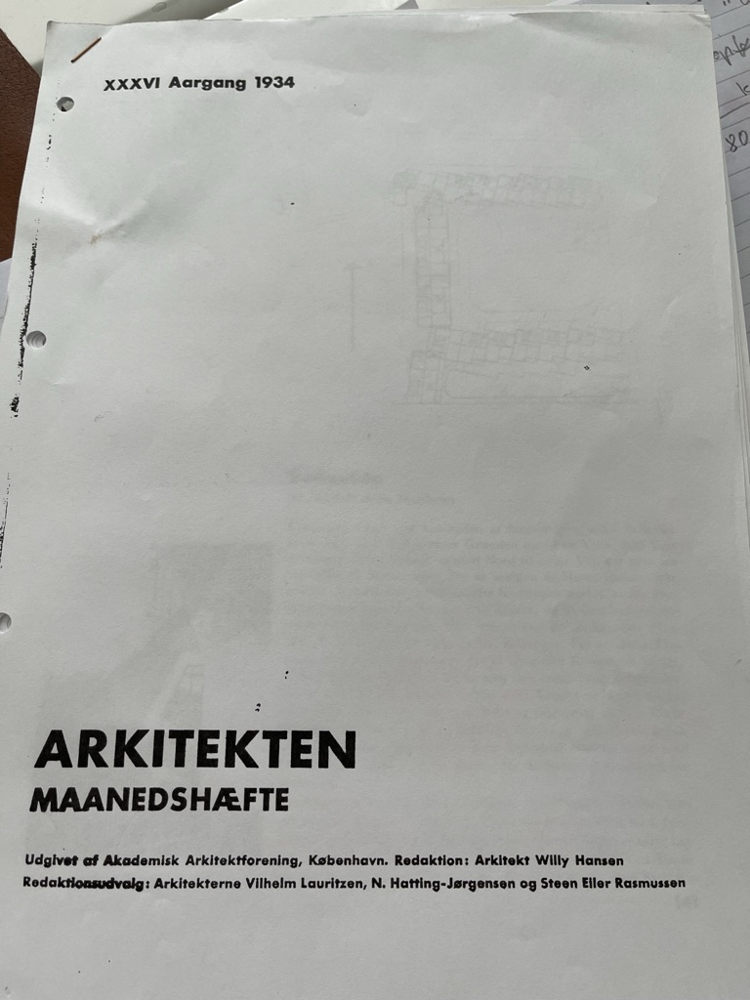 XXXVI Aargang 1934
80
ARKITEKTEN
MAANEDSHÆFTE
Udgivet af Akademisk Arkitektforening, København. Redaktion: Arkitekt Willy Hansen
Redaktionsudvalg: Arkitekterne Vilhelm Lauritzen, N. Hatting-Jørgensen og Steen Eiler Rasmussen